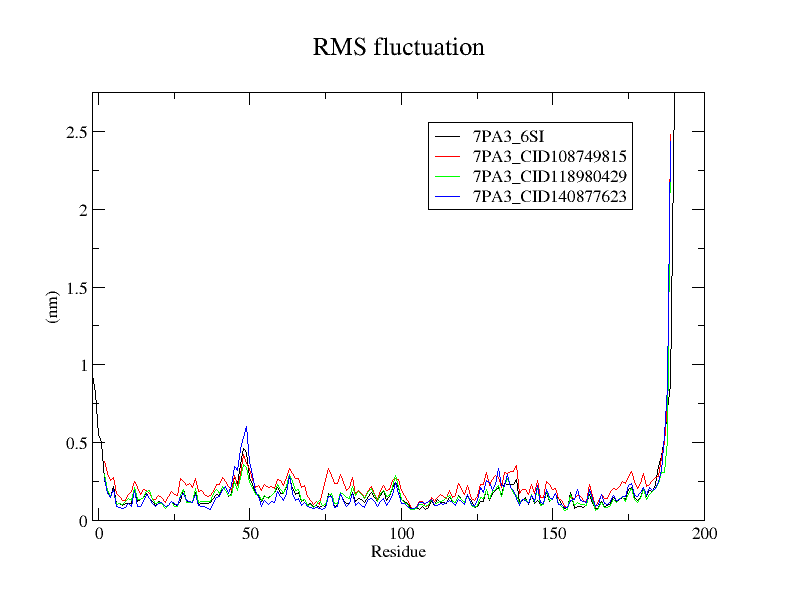 RMS fluctuation
7PA3_6SI
7PA3_CID108749815
7PA3_CID118980429
7PA3_CID140877623
2.5
2
1.5
1
0.5
0
(nm)
0 50 100 150 200
Residue